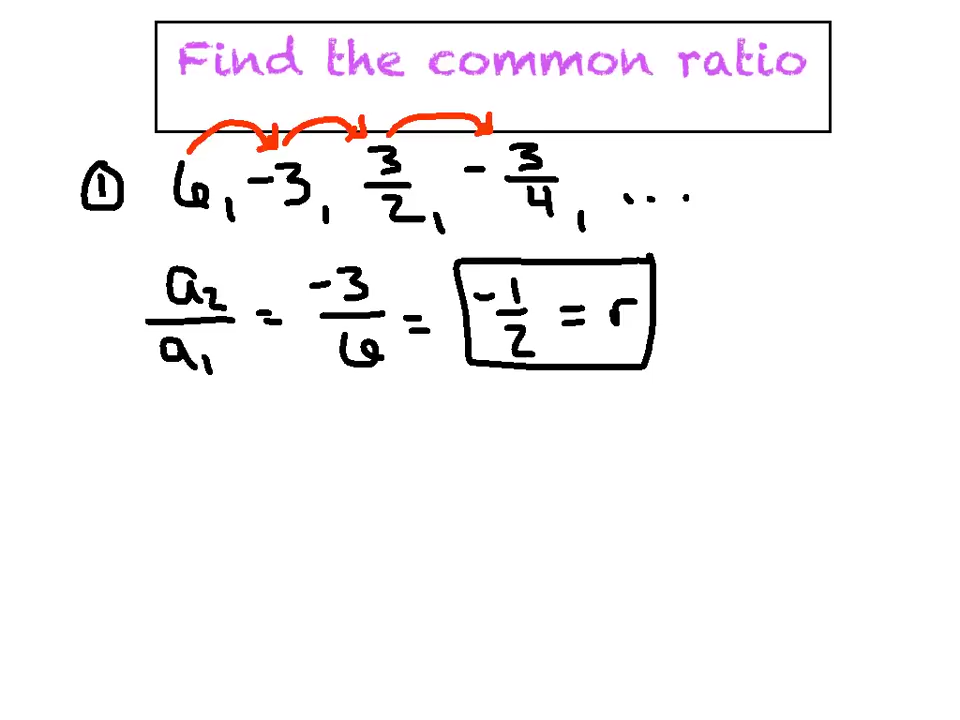 Find the common ratio
① 6, -3, 3/2, -3/4, ...
a₂/a₁ = -3/6 = -1/2 = r